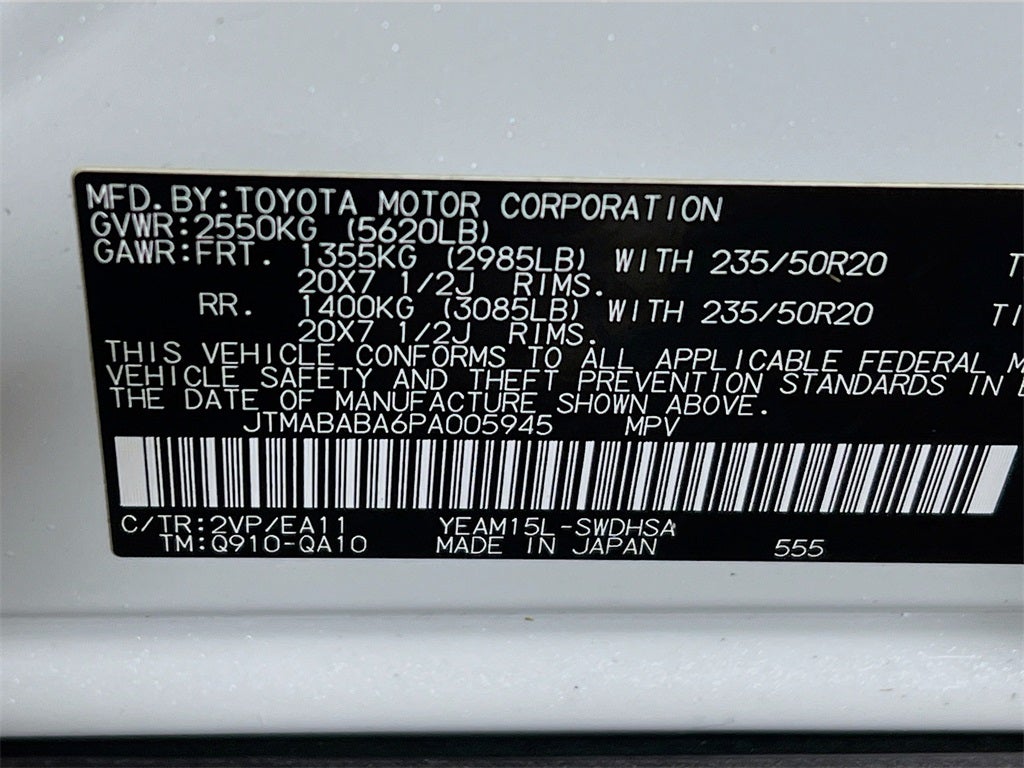 MFD. BY: TOYOTA MOTOR CORPORATION
GVWR: 2550KG (5620LB)
GAWR: FRT. 1355KG (2985LB) WITH 235/50R20 T
20X7 1/2J RIMS.
RR. 1400KG (3085LB) WITH 235/50R20 TI
20X7 1/2J RIMS.
THIS VEHICLE CONFORMS TO ALL APPLICABLE FEDERAL M
VEHICLE SAFETY AND THEFT PREVENTION STANDARDS IN E
THE DATE OF MANUFACTURE SHOWN ABOVE.
JTMABABA6PA005945 MPV
C/TR: 2VP/EA11 YEAM15L-SWDHSA
TM: Q910-QA10 MADE IN JAPAN 555